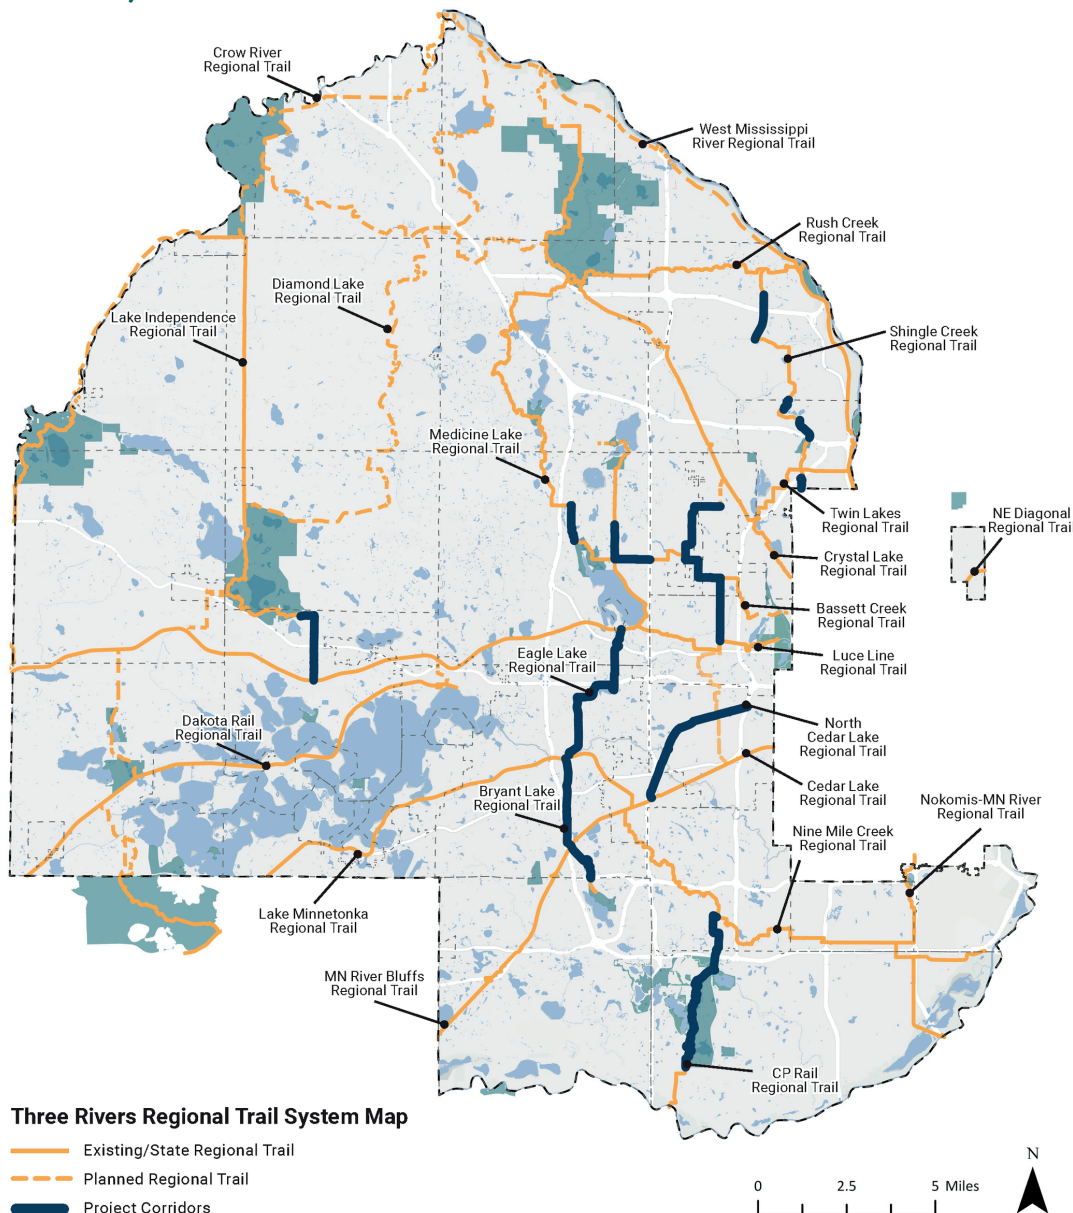 Crow River
Regional Trail
West Mississippi
River Regional Trail
Rush Creek
Regional Trail
Diamond Lake
Regional Trail
Lake Independence
Regional Trail
Shingle Creek
Regional Trail
Medicine Lake
Regional Trail
Twin Lakes
Regional Trail
NE Diagonal
Regional Trail
Crystal Lake
Regional Trail
Bassett Creek
Regional Trail
Eagle Lake
Regional Trail
Luce Line
Regional Trail
Dakota Rail
Regional Trail
North
Cedar Lake
Regional Trail
Bryant Lake
Regional Trail
Cedar Lake
Regional Trail
Nokomis-MN River
Regional Trail
Nine Mile Creek
Regional Trail
Lake Minnetonka
Regional Trail
MN River Bluffs
Regional Trail
CP Rail
Regional Trail
Three Rivers Regional Trail System Map
Existing/State Regional Trail
Planned Regional Trail
Project Corridors
0 2.5 5 Miles
N